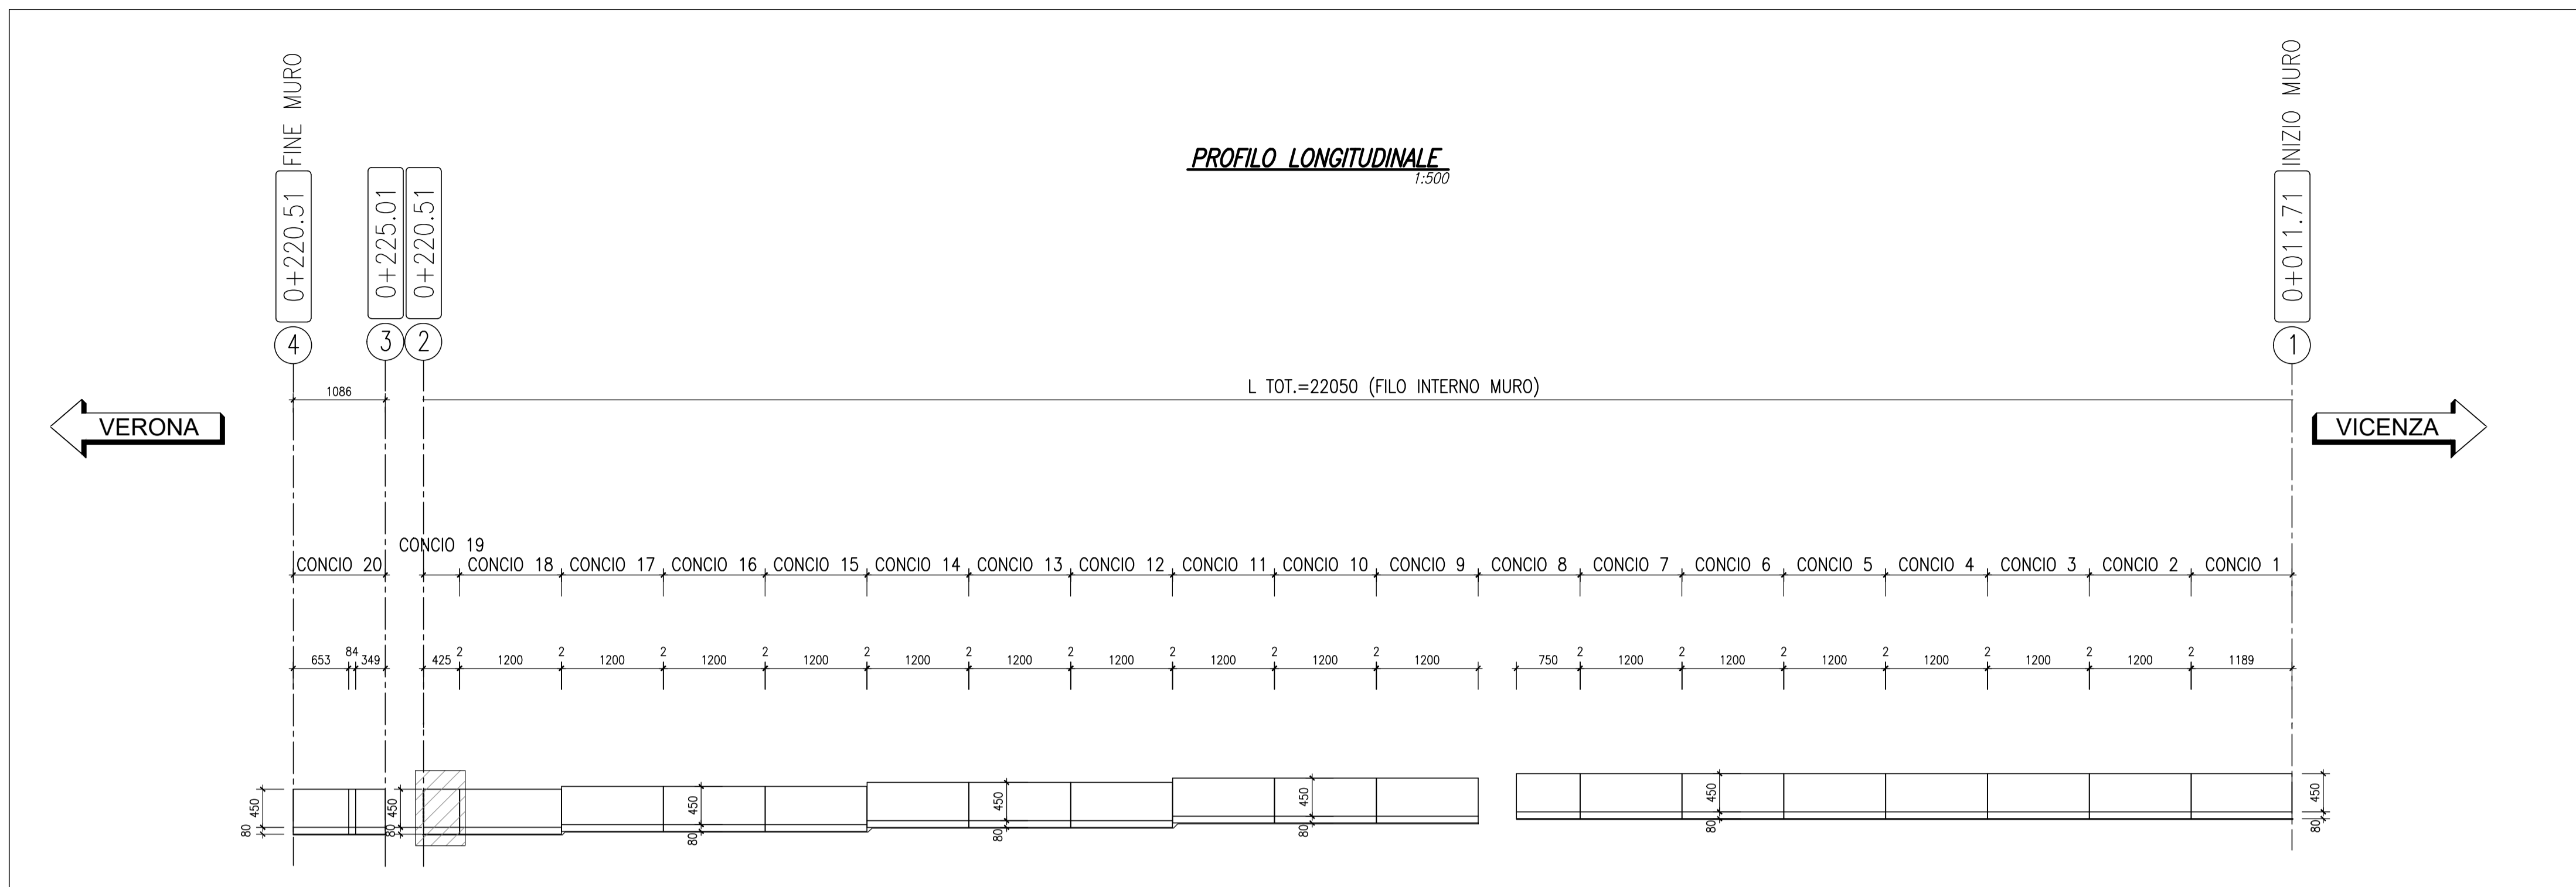 PROFILO LONGITUDINALE
1:500
0+220.51 FINE MURO
0+225.01
0+220.51
0+011.71 INIZIO MURO
4
3
2
1
1086
L TOT.=22050 (FILO INTERNO MURO)
VERONA
VICENZA
CONCIO 19
CONCIO 20 CONCIO 18 CONCIO 17 CONCIO 16 CONCIO 15 CONCIO 14 CONCIO 13 CONCIO 12 CONCIO 11 CONCIO 10 CONCIO 9 CONCIO 8 CONCIO 7 CONCIO 6 CONCIO 5 CONCIO 4 CONCIO 3 CONCIO 2 CONCIO 1
84 2 2 2 2 2 2 2 2 2 2 2 2 2 2 2 2 2
653 349 425 1200 1200 1200 1200 1200 1200 1200 1200 1200 1200 750 1200 1200 1200 1200 1200 1200 1189
450 450 450 450 450 450 450
80 80 80 80 80 80 80